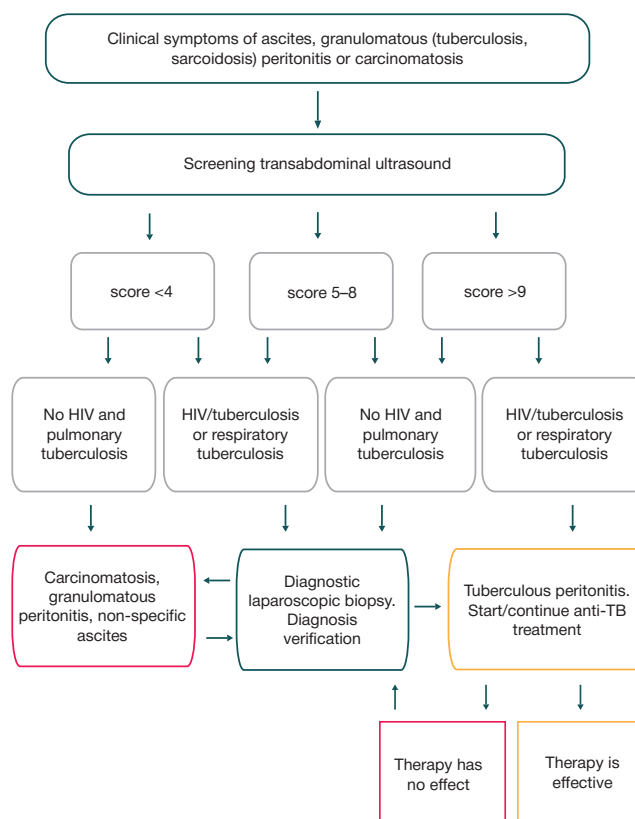 Clinical symptoms of ascites, granulomatous (tuberculosis,
sarcoidosis) peritonitis or carcinomatosis
Screening transabdominal ultrasound
score <4
score 5–8
score >9
No HIV and
pulmonary
tuberculosis
HIV/tuberculosis
or respiratory
tuberculosis
No HIV and
pulmonary
tuberculosis
HIV/tuberculosis
or respiratory
tuberculosis
Carcinomatosis,
granulomatous
peritonitis, non-specific
ascites
Diagnostic
laparoscopic biopsy.
Diagnosis
verification
Tuberculous peritonitis.
Start/continue anti-TB
treatment
Therapy has
no effect
Therapy is
effective